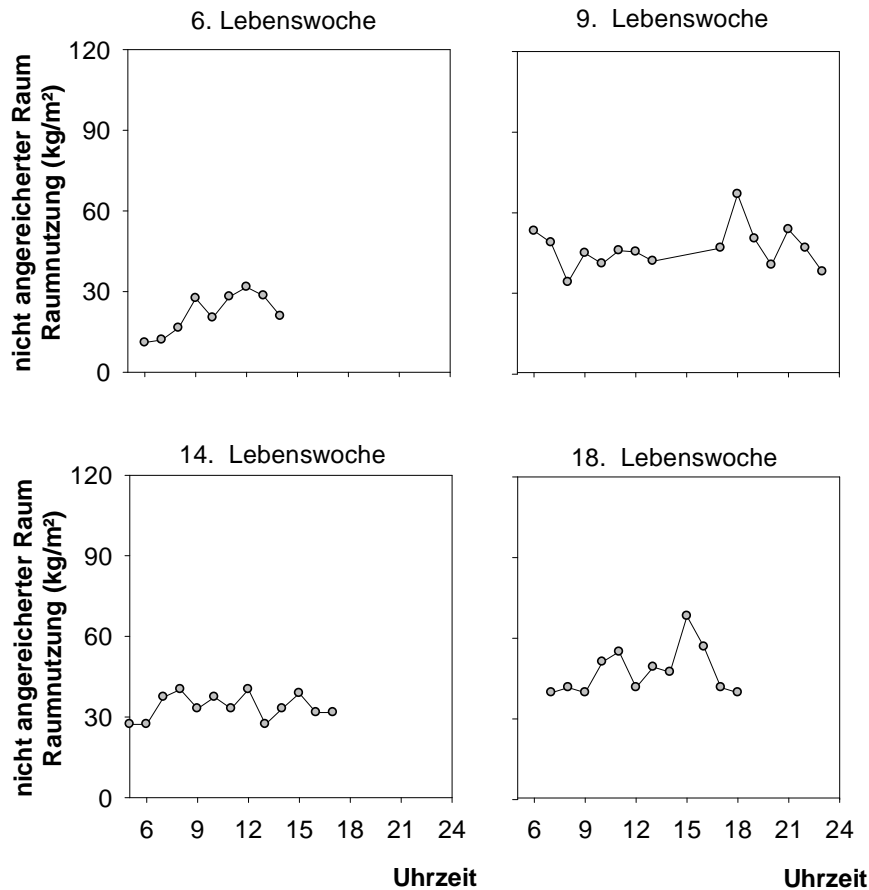 6. Lebenswoche
9. Lebenswoche
nicht angereicherter Raum
Raumnutzung (kg/m²)
120
90
60
30
0
14. Lebenswoche
18. Lebenswoche
nicht angereicherter Raum
Raumnutzung (kg/m²)
120
90
60
30
0
6 9 12 15 18 21 24
6 9 12 15 18 21 24
Uhrzeit
Uhrzeit